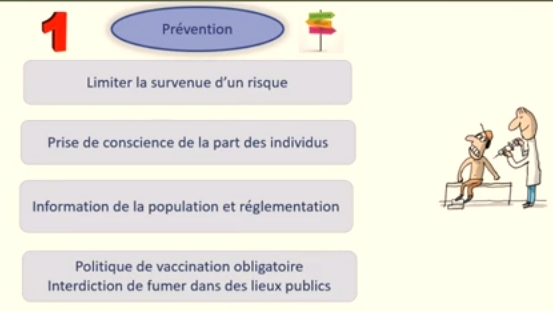 1
Prévention
Limiter la survenue d'un risque
Prise de conscience de la part des individus
Information de la population et réglementation
Politique de vaccination obligatoire
Interdiction de fumer dans des lieux publics